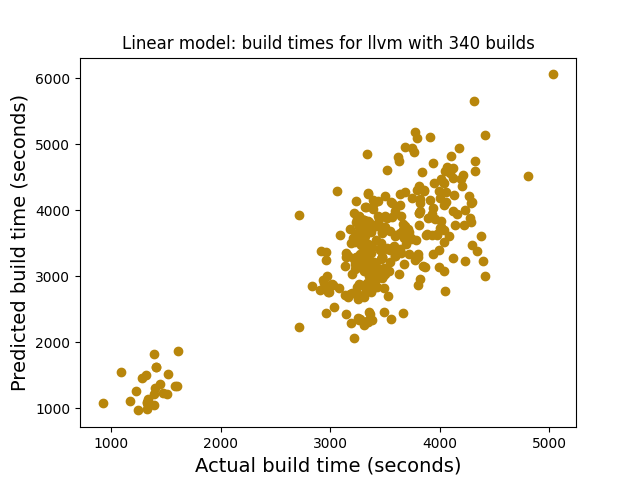 Linear model: build times for llvm with 340 builds
6000
5000
4000
3000
2000
1000
Predicted build time (seconds)
1000 2000 3000 4000 5000
Actual build time (seconds)